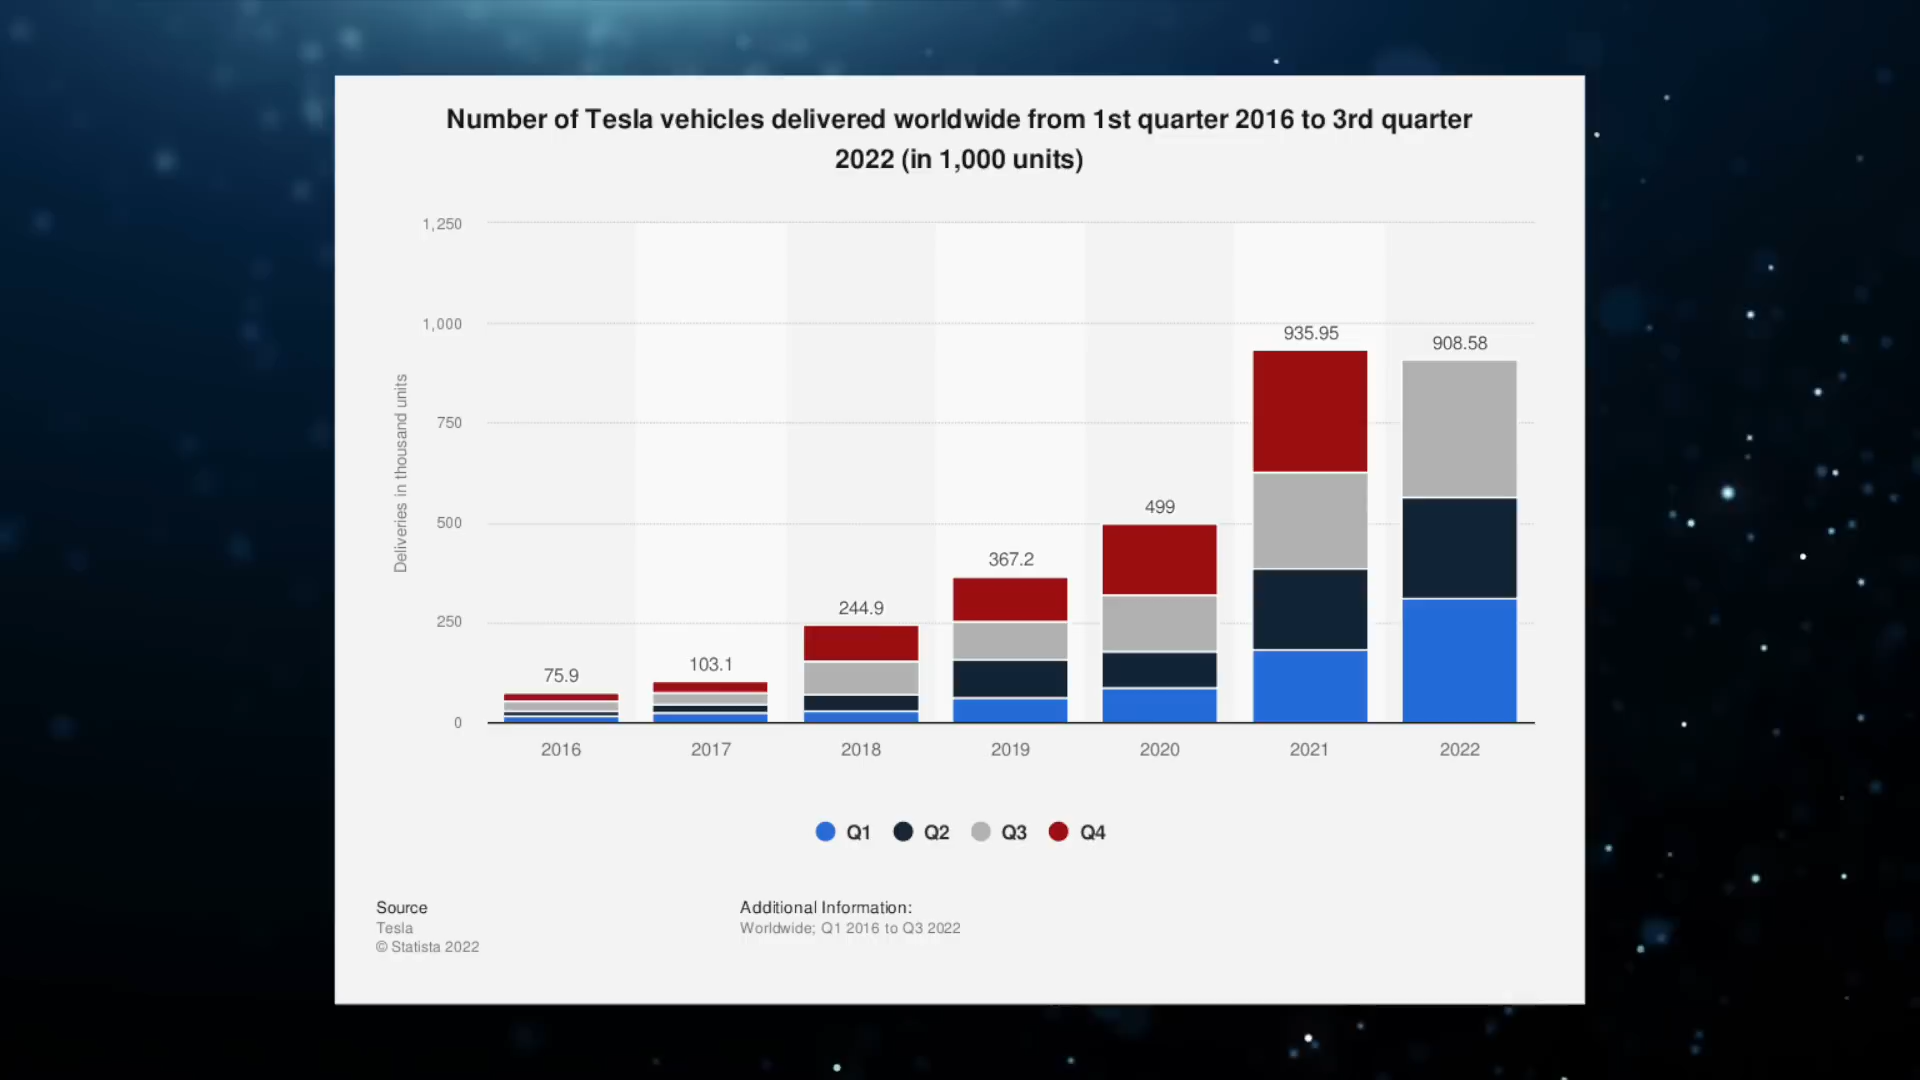 Number of Tesla vehicles delivered worldwide from 1st quarter 2016 to 3rd quarter
2022 (in 1,000 units)
Deliveries in thousand units
1,250
1,000
750
500
250
0
75.9
103.1
244.9
367.2
499
935.95
908.58
2016
2017
2018
2019
2020
2021
2022
Q1
Q2
Q3
Q4
Source
Tesla
© Statista 2022
Additional Information:
Worldwide; Q1 2016 to Q3 2022